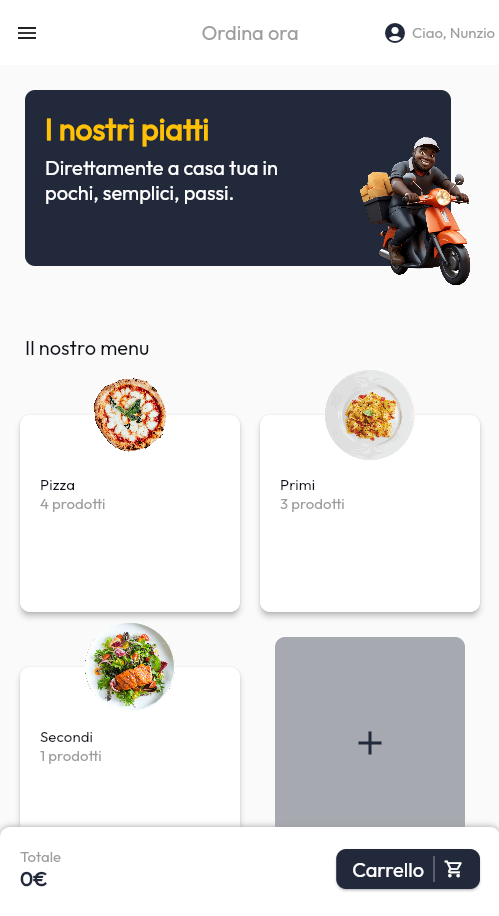 Ordina ora
Ciao, Nunzio
I nostri piatti
Direttamente a casa tua in
pochi, semplici, passi.
Il nostro menu
Pizza
4 prodotti
Primi
3 prodotti
Secondi
1 prodotti
Totale
0€
Carrello